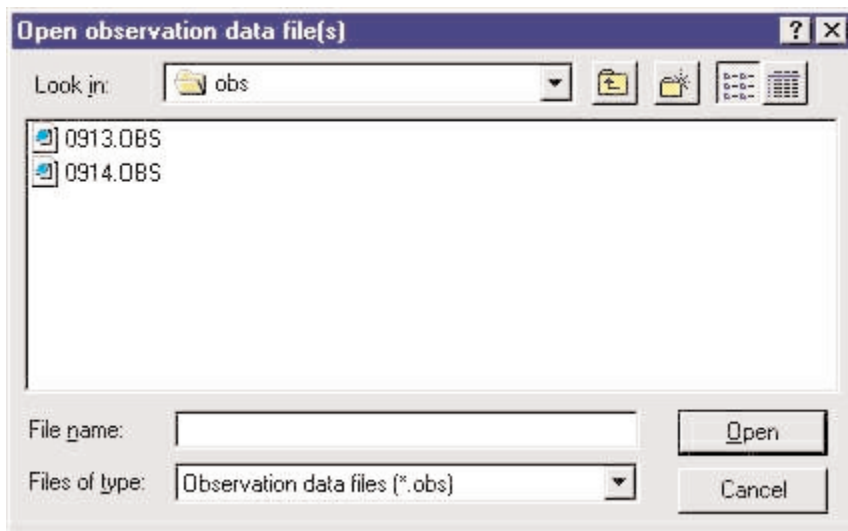 Open observation data file(s)
Look in: obs
0913.OBS
0914.OBS
File name: Open
Files of type: Observation data files (*.obs) Cancel